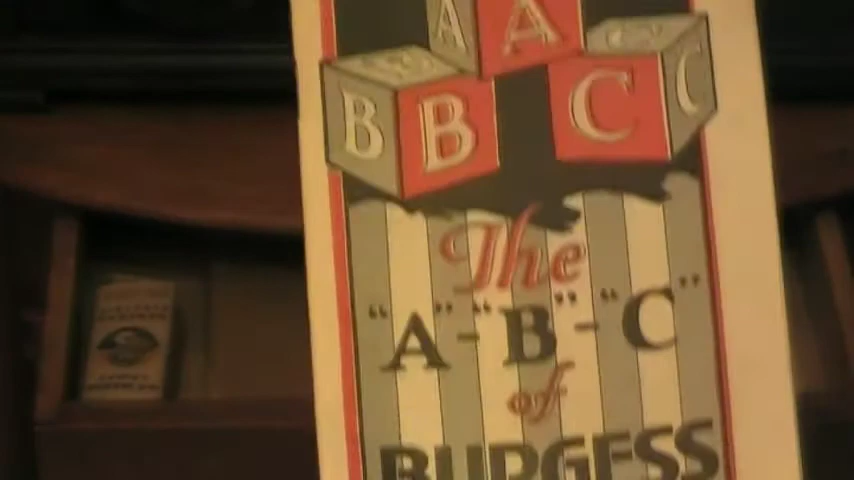 A A
B B C C
The
"A"-"B"-"C"
of
BURGESS